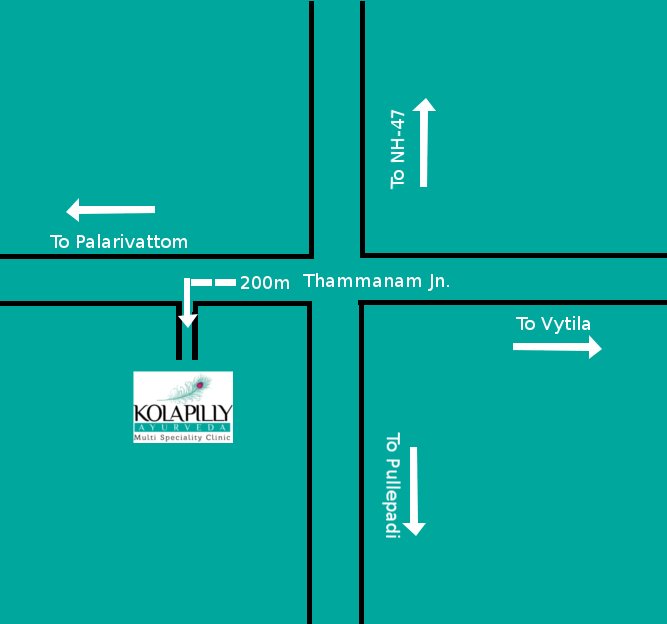 To NH-47
To Palarivattom
200m Thammanam Jn.
To Vytila
KOLAPILLY
AYURVEDA
Multi Speciality Clinic
To Pullepadi